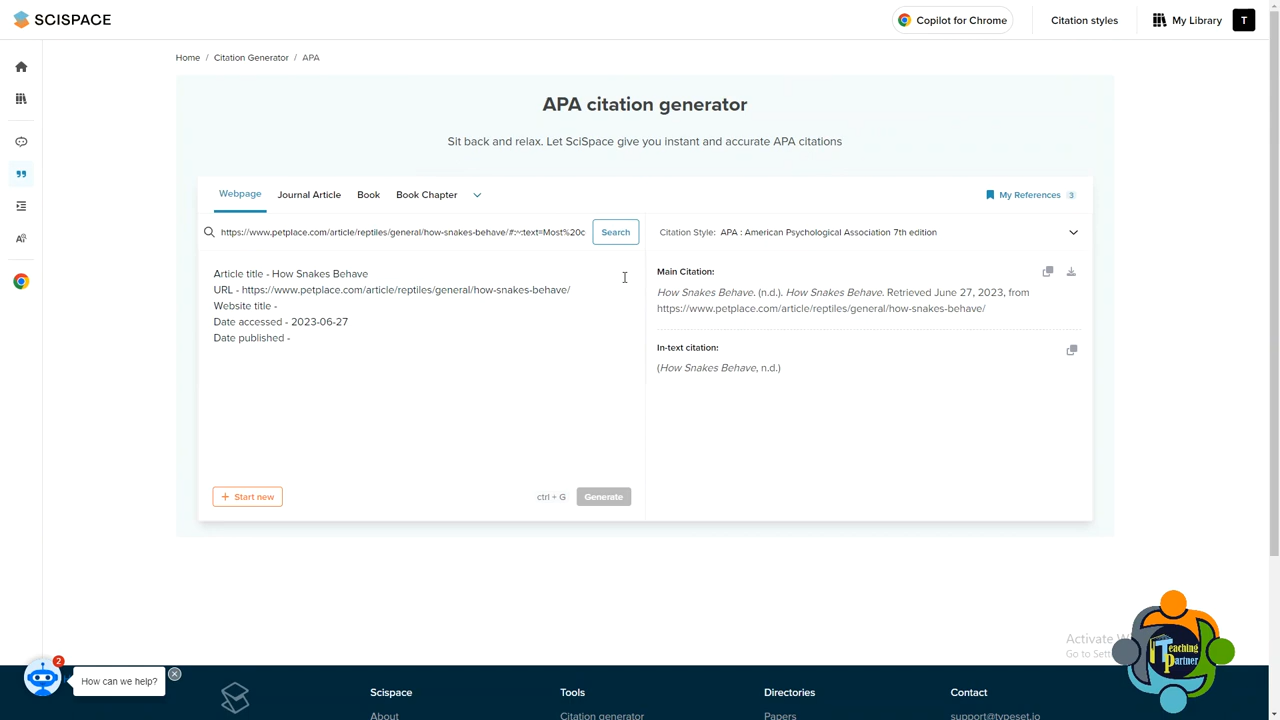 SCISPACE
Copilot for Chrome
Citation styles
My Library
T
Home / Citation Generator / APA
APA citation generator
Sit back and relax. Let SciSpace give you instant and accurate APA citations
Webpage
Journal Article
Book
Book Chapter
My References 3
https://www.petplace.com/article/reptiles/general/how-snakes-behave/#:~:text=Most%20c
Search
Citation Style: APA : American Psychological Association 7th edition
Article title - How Snakes Behave
URL - https://www.petplace.com/article/reptiles/general/how-snakes-behave/
Website title -
Date accessed - 2023-06-27
Date published -
Main Citation:
How Snakes Behave. (n.d.). How Snakes Behave. Retrieved June 27, 2023, from
https://www.petplace.com/article/reptiles/general/how-snakes-behave/
In-text citation:
(How Snakes Behave, n.d.)
+ Start new
ctrl + G
Generate
Activate
Go to
Teaching
Partner
2
How can we help?
Scispace
Tools
Directories
Contact
About
Citation generator
Papers
support@typeset.io